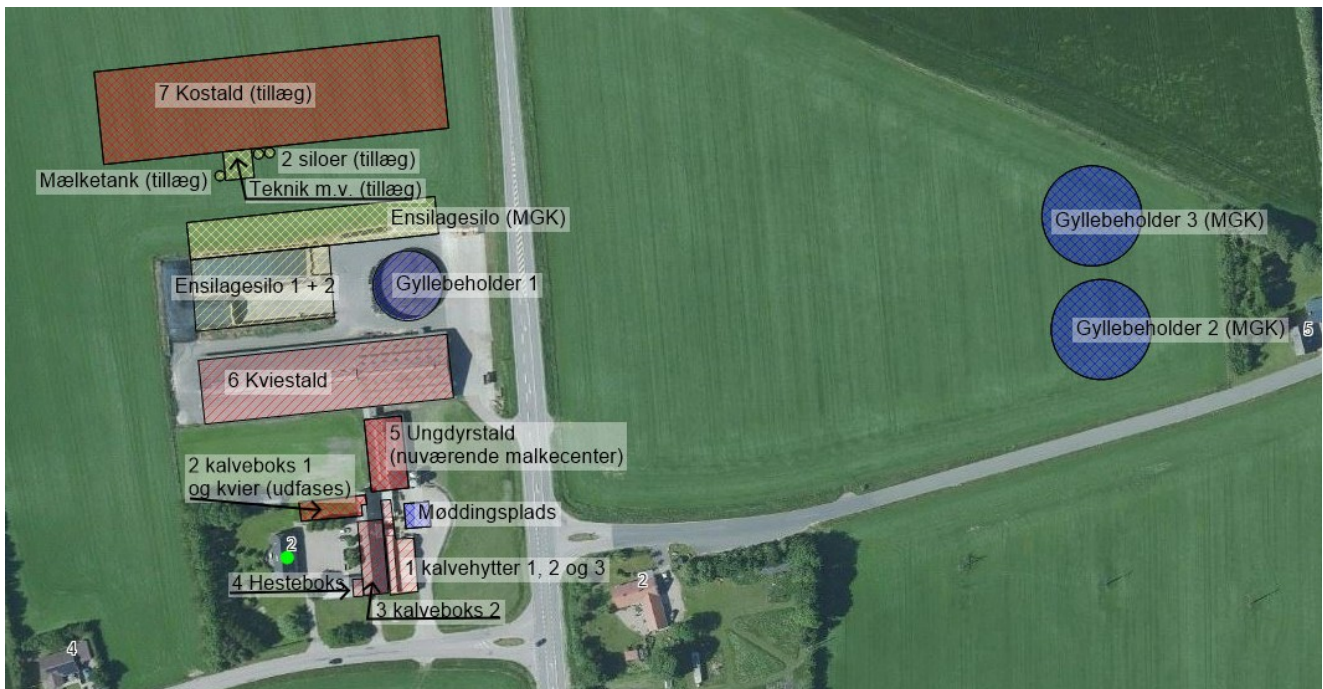 7 Kostald (tillæg)
2 siloer (tillæg)
Mælketank (tillæg)
Teknik m.v. (tillæg)
Ensilagesilo (MGK)
Gyllebeholder 3 (MGK)
Ensilagesilo 1 + 2
Gyllebeholder 1
Gyllebeholder 2 (MGK)
5
6 Kviestald
5 Ungdyrstald
(nuværende malkecenter)
2 kalveboks 1
og kvier (udfases)
Møddingsplads
2
1 kalvehytter 1, 2 og 3
2
4 Hesteboks
3 kalveboks 2
4